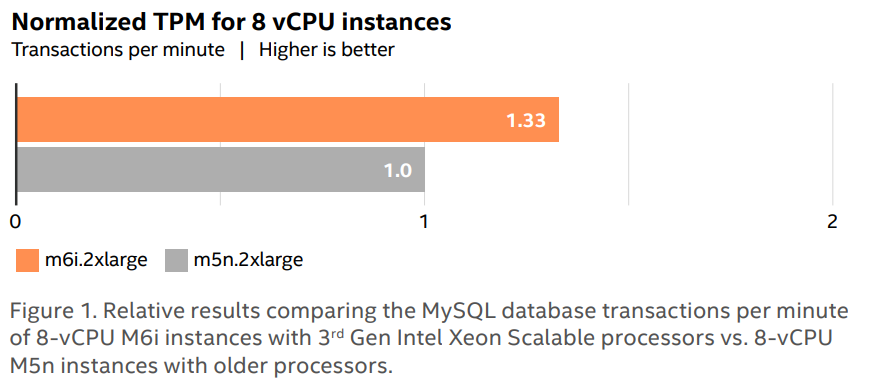 Normalized TPM for 8 vCPU instances
Transactions per minute | Higher is better
1.33
1.0
0 1 2
m6i.2xlarge m5n.2xlarge
Figure 1. Relative results comparing the MySQL database transactions per minute
of 8-vCPU M6i instances with 3rd Gen Intel Xeon Scalable processors vs. 8-vCPU
M5n instances with older processors.